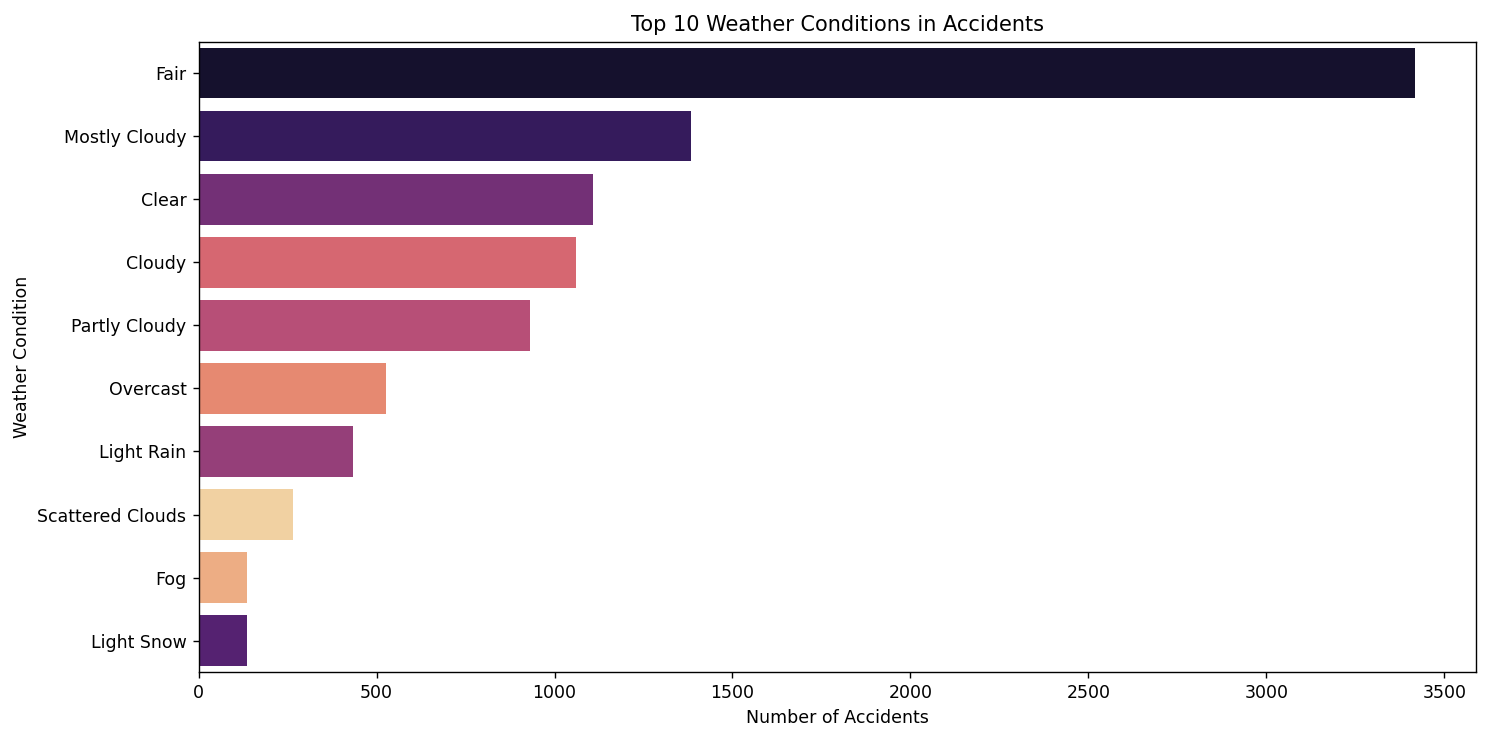 Top 10 Weather Conditions in Accidents
Weather Condition
Fair
Mostly Cloudy
Clear
Cloudy
Partly Cloudy
Overcast
Light Rain
Scattered Clouds
Fog
Light Snow
0 500 1000 1500 2000 2500 3000 3500
Number of Accidents